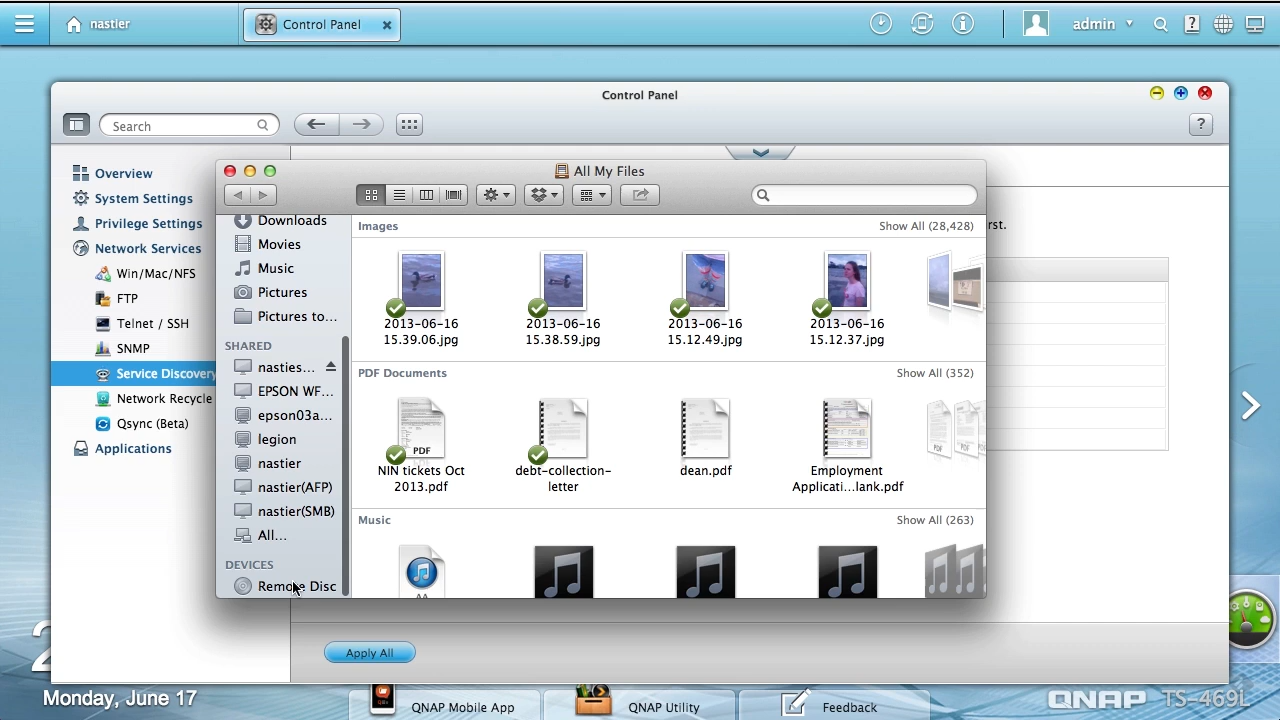 nastier
Control Panel
admin
Control Panel
Search
?
Overview
System Settings
Privilege Settings
Network Services
Win/Mac/NFS
FTP
Telnet / SSH
SNMP
Service Discovery
Network Recycle
Qsync (Beta)
Applications
All My Files
Downloads
Movies
Music
Pictures
Pictures to...
SHARED
nasties...
EPSON WF...
epson03a...
legion
nastier
nastier(AFP)
nastier(SMB)
All...
DEVICES
Remote Disc
Images
Show All (28,428)
2013-06-16
15.39.06.jpg
2013-06-16
15.38.59.jpg
2013-06-16
15.12.49.jpg
2013-06-16
15.12.37.jpg
PDF Documents
Show All (352)
PDF
NIN tickets Oct
2013.pdf
debt-collection-
letter
dean.pdf
Employment
Applicati...lank.pdf
Music
Show All (263)
rst.
Apply All
Monday, June 17
QNAP Mobile App
QNAP Utility
Feedback
QNAP TS-469L